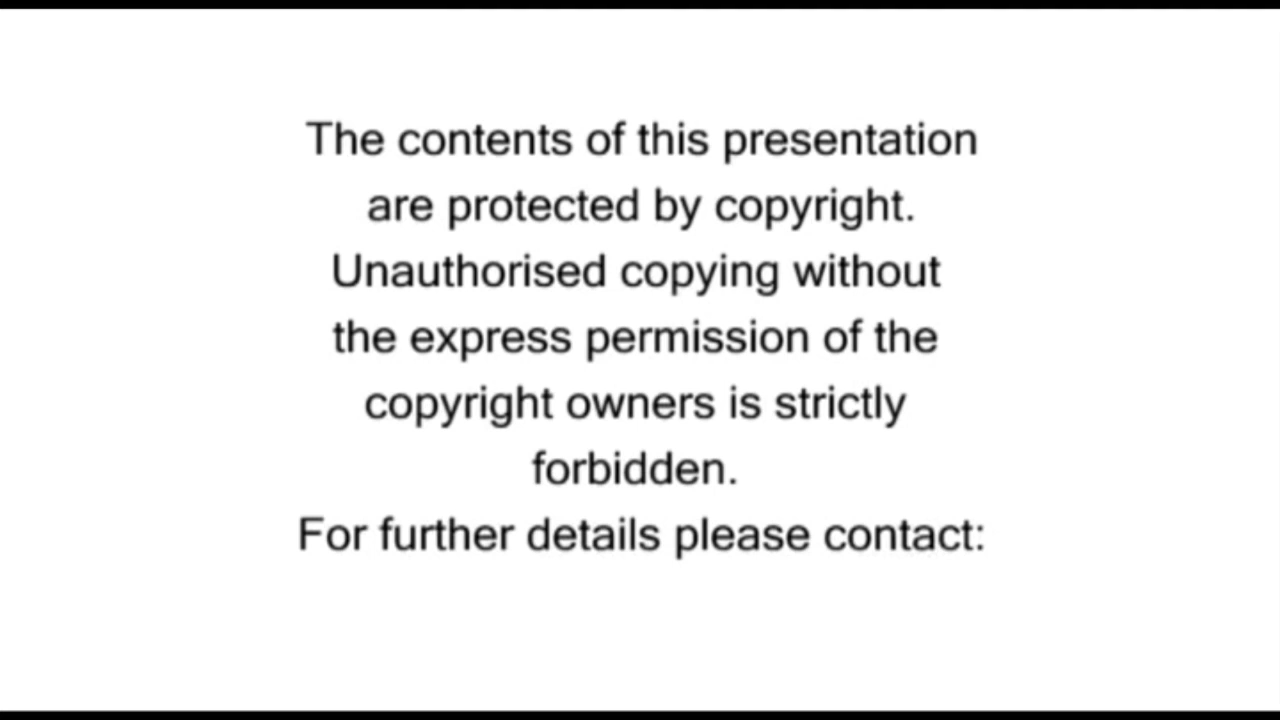 The contents of this presentation
are protected by copyright.
Unauthorised copying without
the express permission of the
copyright owners is strictly
forbidden.
For further details please contact: